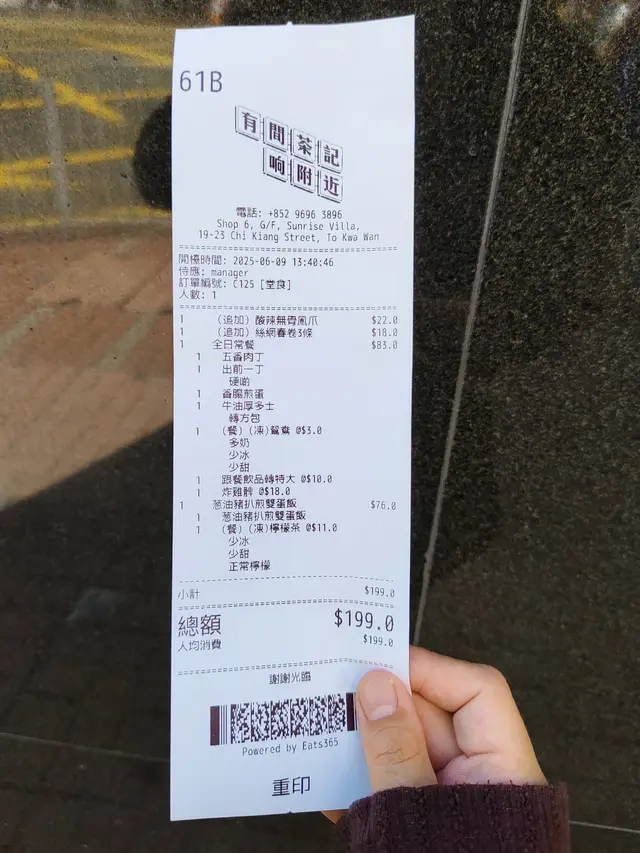 61B
有間茶記
响附近
電話: +852 9696 3896
Shop 6, G/F, Sunrise Villa,
19-23 Chi Kiang Street, To Kwa Wan
開檯時間: 2025-06-09 13:40:46
侍應: manager
訂單編號: C125 [堂食]
人數: 1
1 (追加) 酸辣無骨鳳爪 $22.0
1 (追加) 絲網春卷3條 $18.0
1 全日常餐 $83.0
1 五香肉丁
1 出前一丁
硬啲
1 香腸煎蛋
1 牛油厚多士
轉方包
1 (餐) (凍)鴛鴦 @$3.0
多奶
少冰
少甜
1 跟餐飲品轉特大 @$10.0
1 炸雞髀 @$18.0
1 葱油豬扒煎雙蛋飯 $76.0
1 葱油豬扒煎雙蛋飯
1 (餐) (凍)檸檬茶 @$11.0
少冰
少甜
正常檸檬
小計 $199.0
總額 $199.0
人均消費 $199.0
謝謝光臨
Powered by Eats365
重印